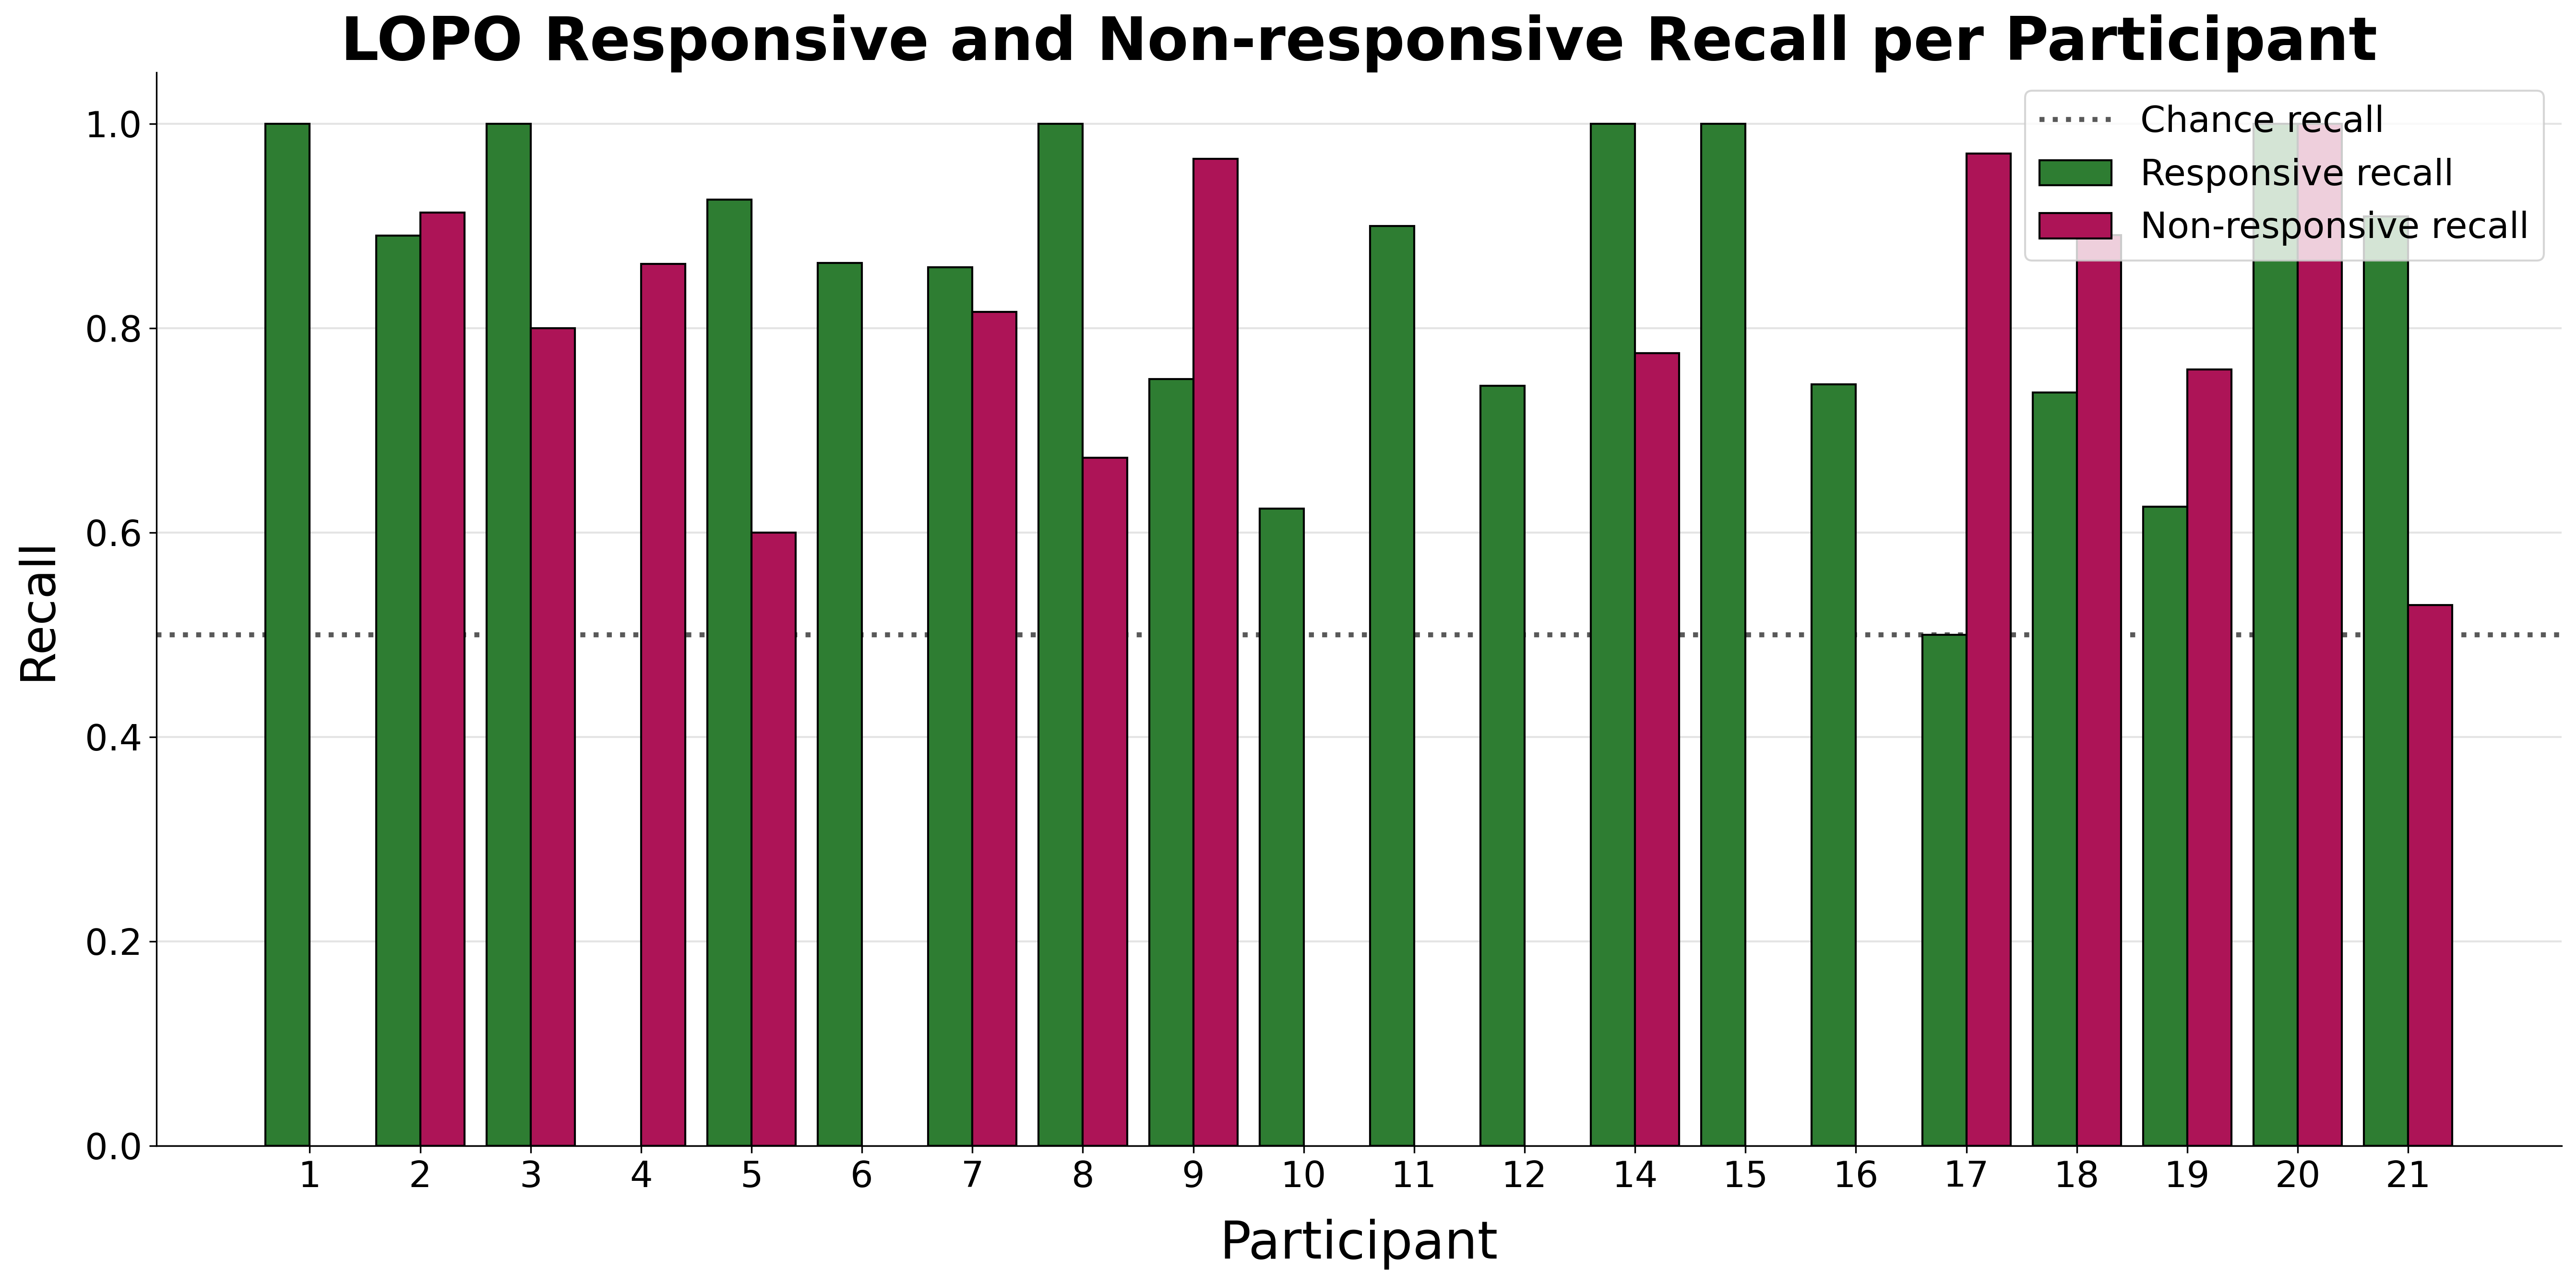 LOPO Responsive and Non-responsive Recall per Participant
Chance recall
Responsive recall
Non-responsive recall
1.0
0.8
0.6
0.4
0.2
0.0
Recall
1 2 3 4 5 6 7 8 9 10 11 12 14 15 16 17 18 19 20 21
Participant